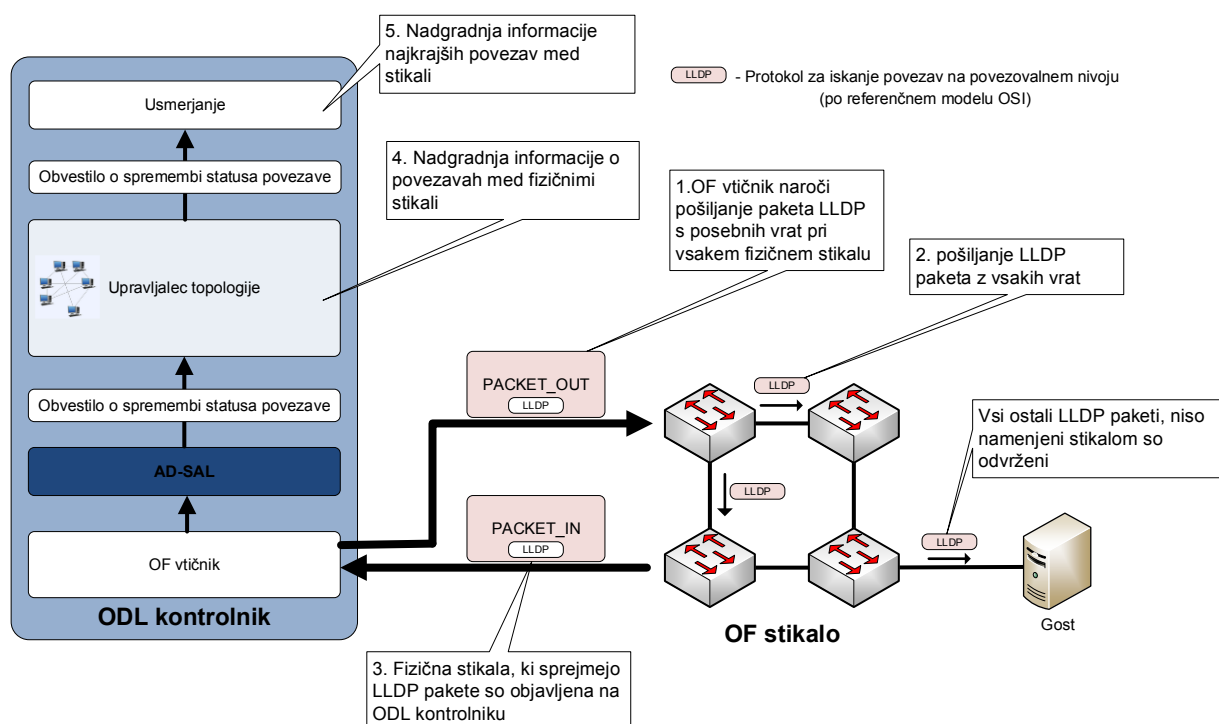 5. Nadgradnja informacije
najkrajših povezav med
stikali
LLDP
- Protokol za iskanje povezav na povezovalnem nivoju
(po referenčnem modelu OSI)
Usmerjanje
Obvestilo o spremembi statusa povezave
4. Nadgradnja informacije o
povezavah med fizičnimi
stikali
1.OF vtičnik naroči
pošiljanje paketa LLDP
s posebnih vrat pri
vsakem fizičnem stikalu
2. pošiljanje LLDP
paketa z vsakih vrat
Upravljalec topologije
PACKET_OUT
LLDP
LLDP
Obvestilo o spremembi statusa povezave
Vsi ostali LLDP paketi, niso
namenjeni stikalom so
odvrženi
AD-SAL
LLDP
PACKET_IN
LLDP
LLDP
OF vtičnik
ODL kontrolnik
OF stikalo
Gost
3. Fizična stikala, ki sprejmejo
LLDP pakete so objavljena na
ODL kontrolniku